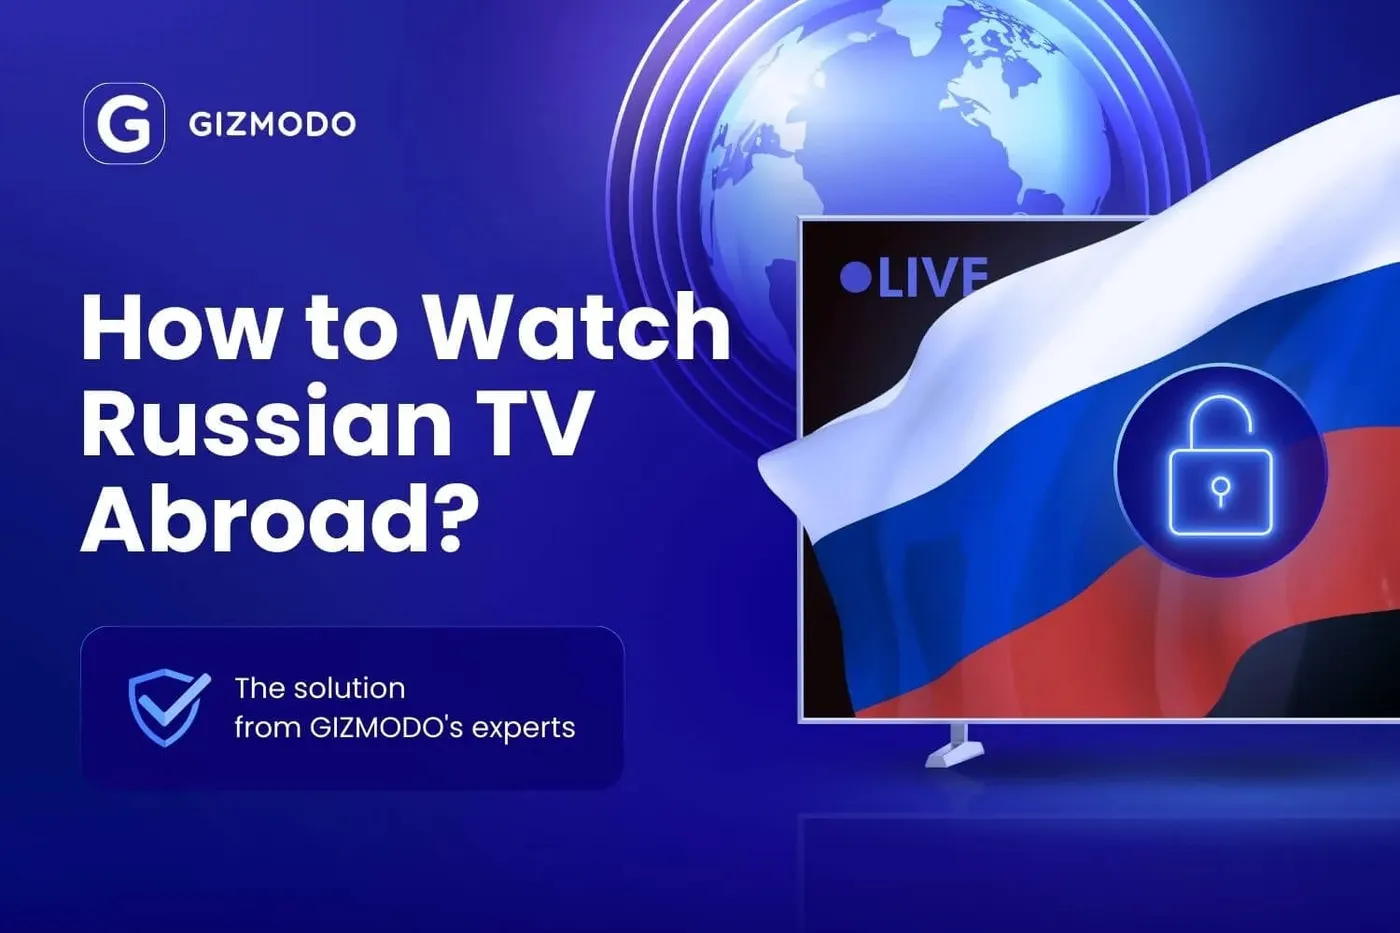 G GIZMODO
How to Watch
Russian TV
Abroad?
The solution
from GIZMODO's experts
LIVE